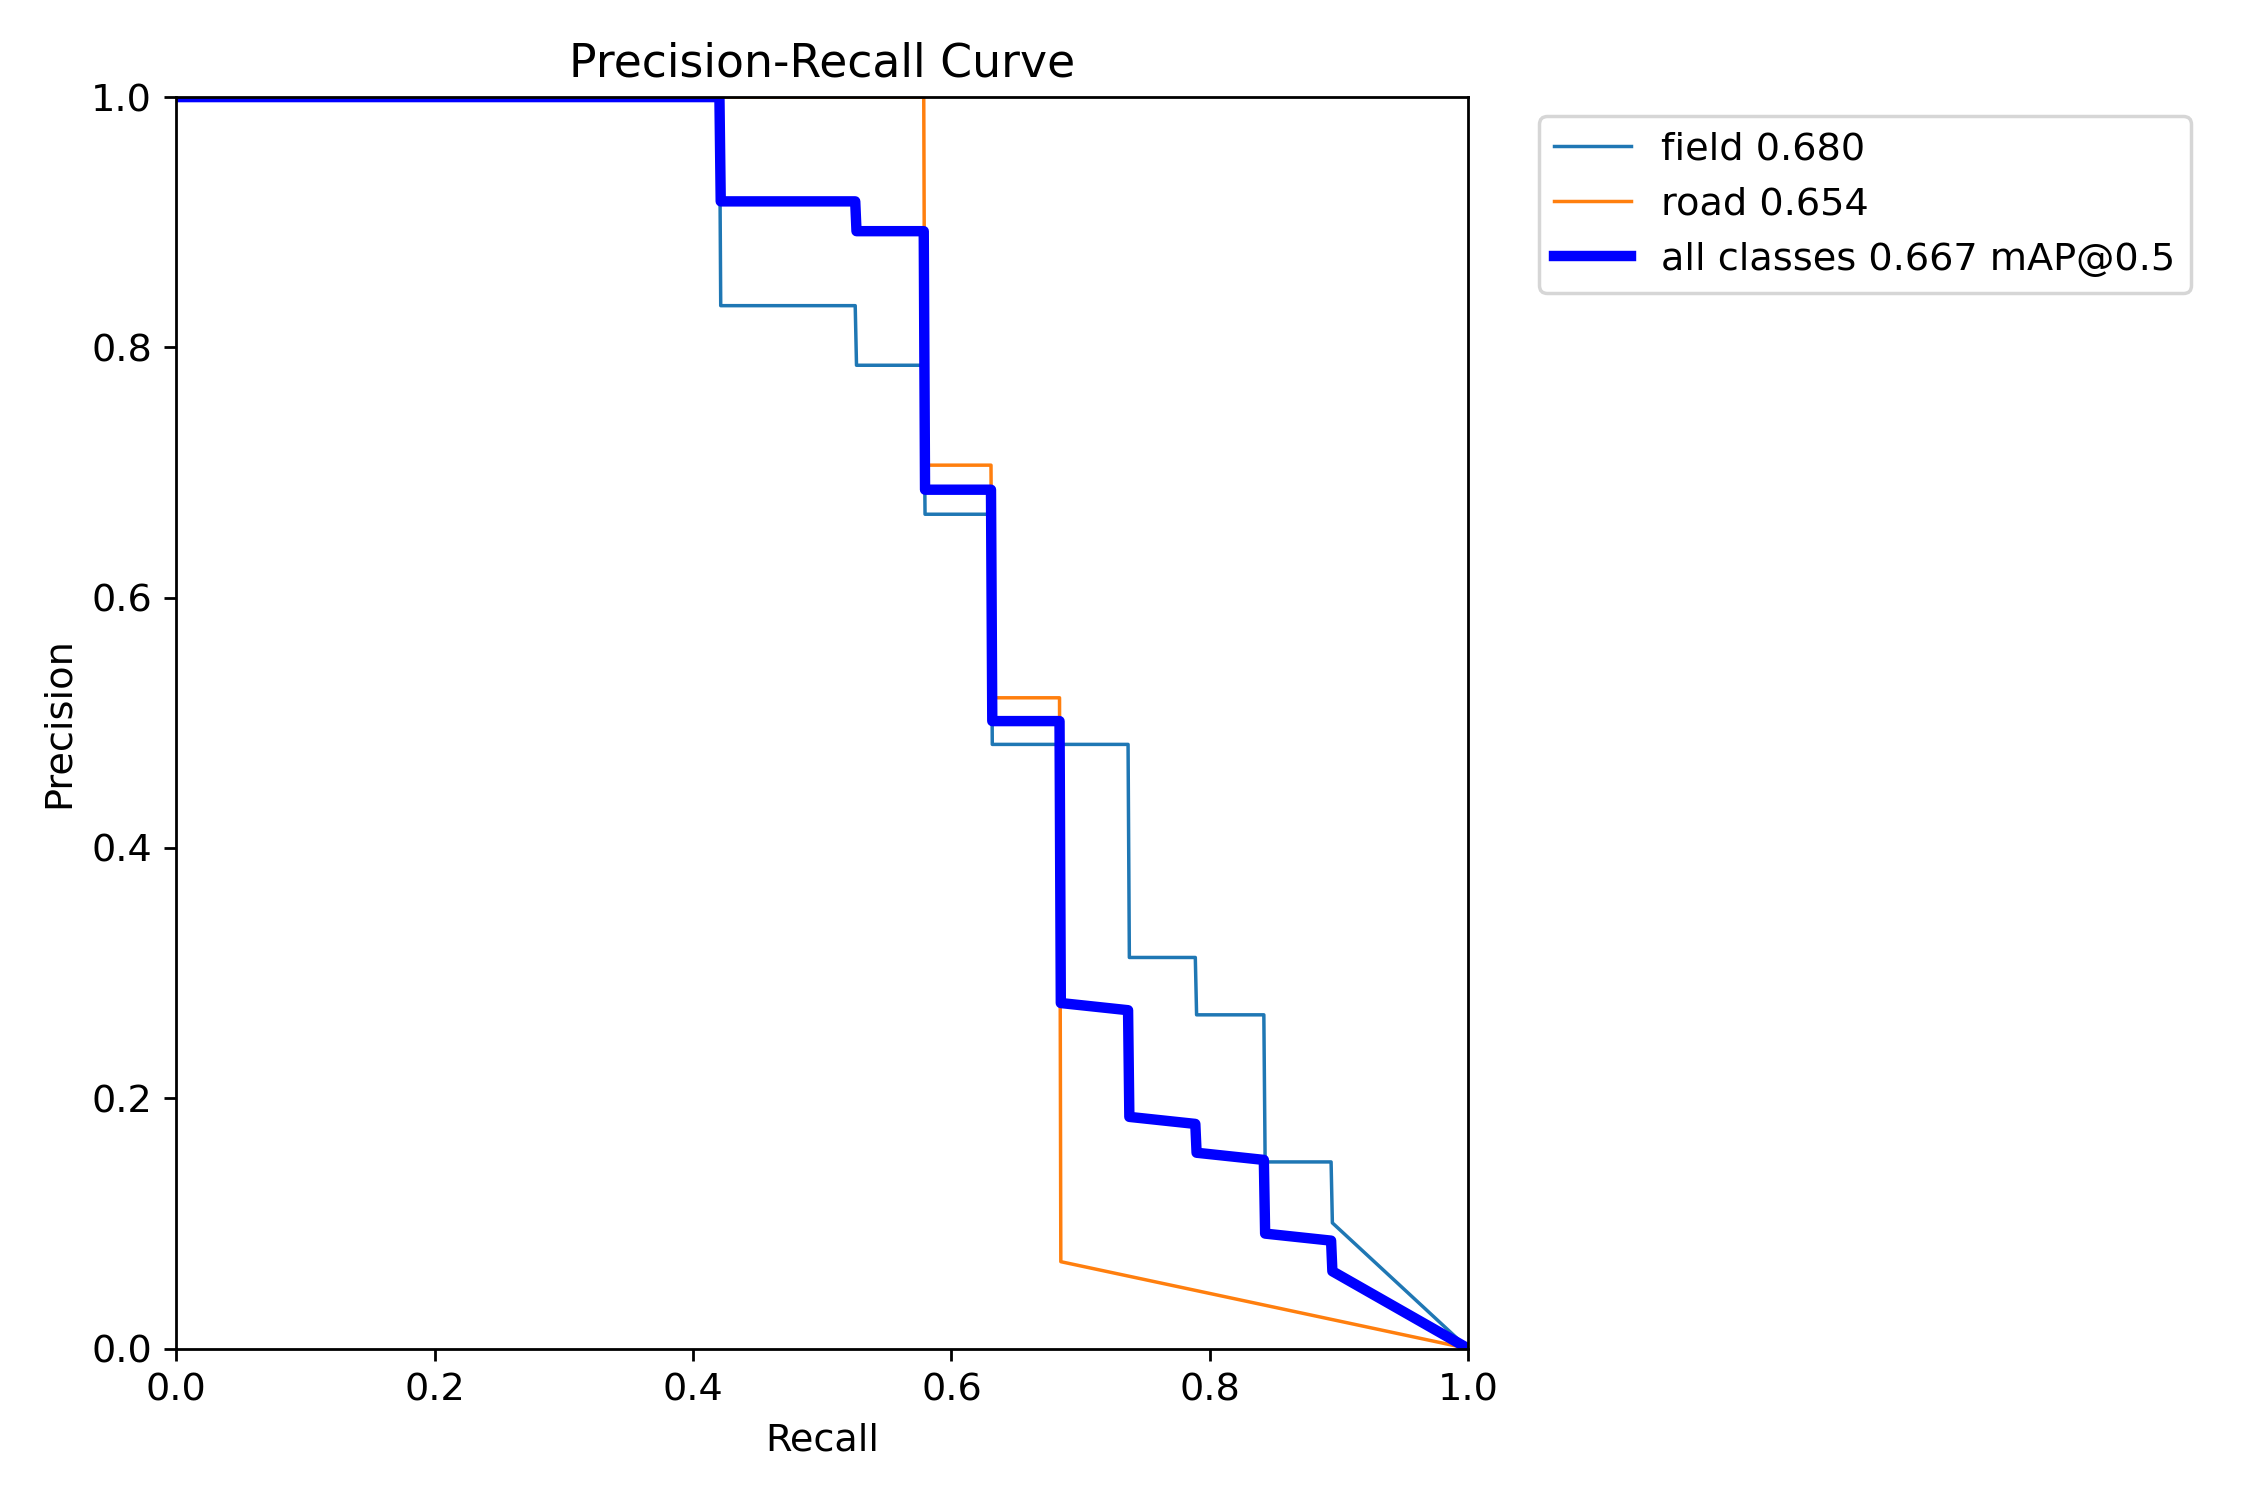 Precision-Recall Curve
1.0
0.8
0.6
0.4
0.2
0.0
Precision
0.0 0.2 0.4 0.6 0.8 1.0
Recall
field 0.680
road 0.654
all classes 0.667 mAP@0.5